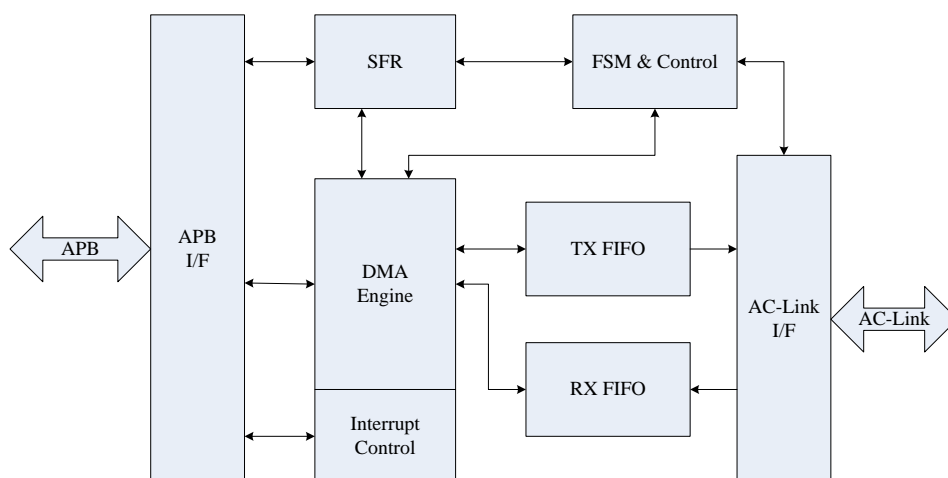 SFR
FSM & Control
APB
APB
I/F
DMA
Engine
TX FIFO
AC-Link
I/F
AC-Link
RX FIFO
Interrupt
Control